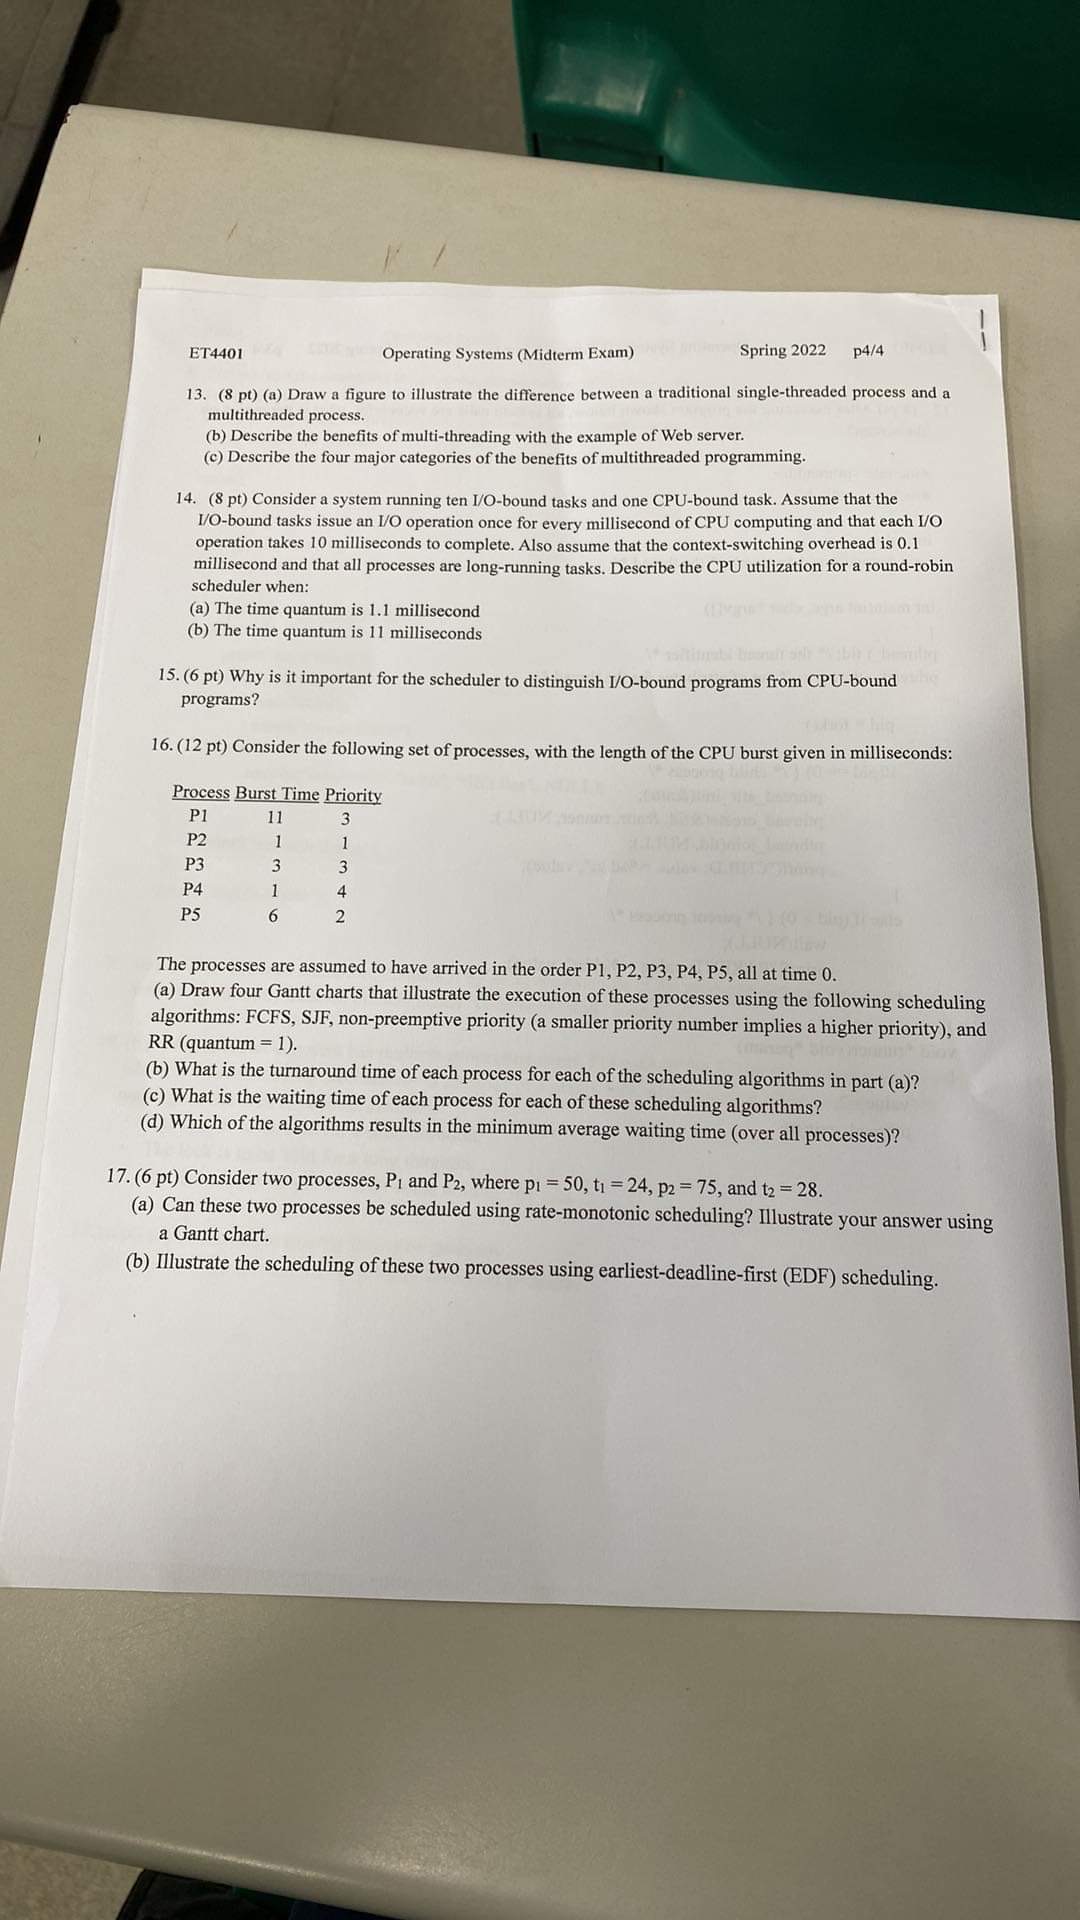 ET4401 Operating Systems (Midterm Exam) Spring 2022 p4/4
13. (8 pt) (a) Draw a figure to illustrate the difference between a traditional single-threaded process and a
multithreaded process.
(b) Describe the benefits of multi-threading with the example of Web server.
(c) Describe the four major categories of the benefits of multithreaded programming.
14. (8 pt) Consider a system running ten I/O-bound tasks and one CPU-bound task. Assume that the
I/O-bound tasks issue an I/O operation once for every millisecond of CPU computing and that each I/O
operation takes 10 milliseconds to complete. Also assume that the context-switching overhead is 0.1
millisecond and that all processes are long-running tasks. Describe the CPU utilization for a round-robin
scheduler when:
(a) The time quantum is 1.1 millisecond
(b) The time quantum is 11 milliseconds
15. (6 pt) Why is it important for the scheduler to distinguish I/O-bound programs from CPU-bound
programs?
16. (12 pt) Consider the following set of processes, with the length of the CPU burst given in milliseconds:
Process Burst Time Priority
P1 11 3
P2 1 1
P3 3 3
P4 1 4
P5 6 2
The processes are assumed to have arrived in the order P1, P2, P3, P4, P5, all at time 0.
(a) Draw four Gantt charts that illustrate the execution of these processes using the following scheduling
algorithms: FCFS, SJF, non-preemptive priority (a smaller priority number implies a higher priority), and
RR (quantum = 1).
(b) What is the turnaround time of each process for each of the scheduling algorithms in part (a)?
(c) What is the waiting time of each process for each of these scheduling algorithms?
(d) Which of the algorithms results in the minimum average waiting time (over all processes)?
17. (6 pt) Consider two processes, P1 and P2, where p1 = 50, t1 = 24, p2 = 75, and t2 = 28.
(a) Can these two processes be scheduled using rate-monotonic scheduling? Illustrate your answer using
a Gantt chart.
(b) Illustrate the scheduling of these two processes using earliest-deadline-first (EDF) scheduling.